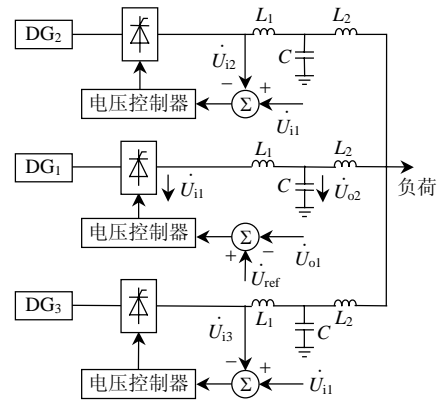 DG₂
L₁
L₂
U̇ᵢ₂
C
−
+
电压控制器
Σ
U̇ᵢ₁
DG₁
L₁
L₂
U̇ᵢ₁
C
U̇ₒ₂
负荷
电压控制器
Σ
+
−
U̇ₒ₁
U̇ref
DG₃
L₁
L₂
U̇ᵢ₃
C
−
+
电压控制器
Σ
U̇ᵢ₁